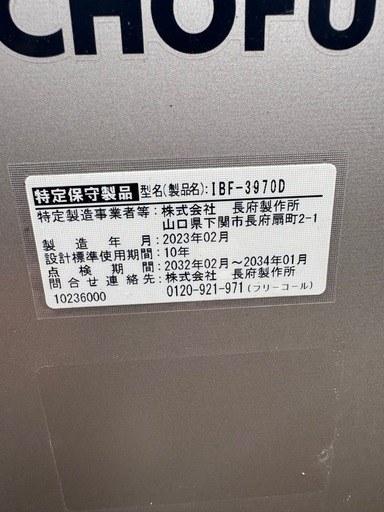 CHOFU
特定保守製品 型名(製品名):IBF-3970D
特定製造事業者等:株式会社 長府製作所
山口県下関市長府扇町2-1
製造年月:2023年02月
設計標準使用期間:10年
点検期間:2032年02月～2034年01月
問合せ連絡先:株式会社 長府製作所
0120-921-971(フリーコール)
10236000